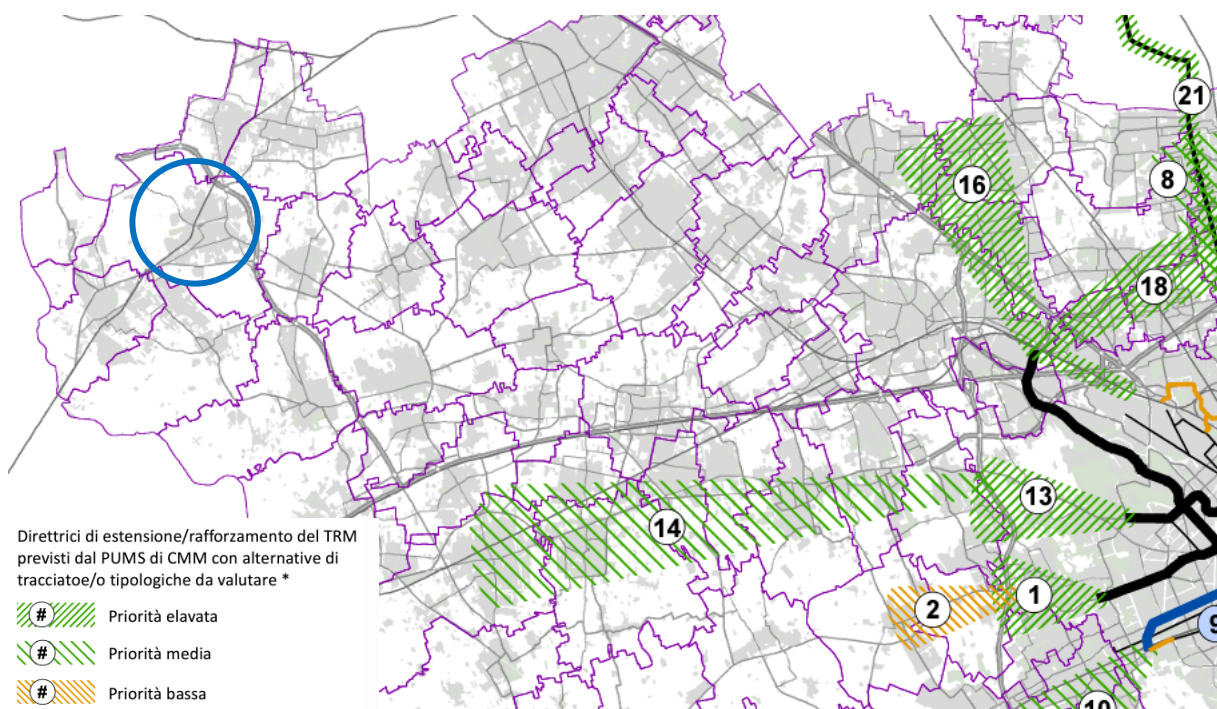 21
8
16
18
13
14
1
2
9
10
Direttrici di estensione/rafforzamento del TRM
previsti dal PUMS di CMM con alternative di
tracciatoe/o tipologiche da valutare *
# Priorità elavata
# Priorità media
# Priorità bassa